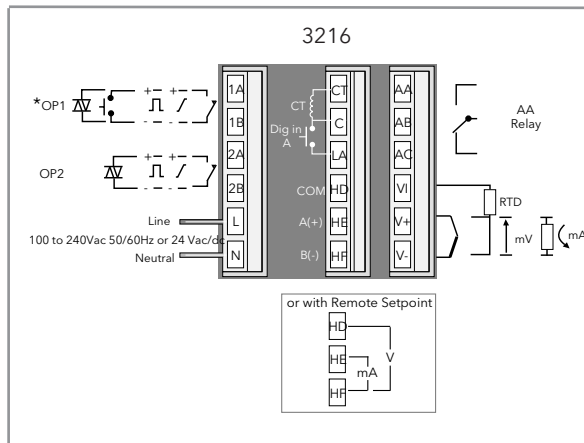 3216
1A
1B
2A
2B
L
N
*OP1
- + - +
OP2
- + - +
Line
100 to 240Vac 50/60Hz or 24 Vac/dc
Neutral
CT
Dig in
A
COM
A(+)
B(-)
CT
C
LA
HD
HE
HF
AA
AB
AC
VI
V+
V-
AA
Relay
RTD
mV
mA
or with Remote Setpoint
HD
HE
HF
mA
V